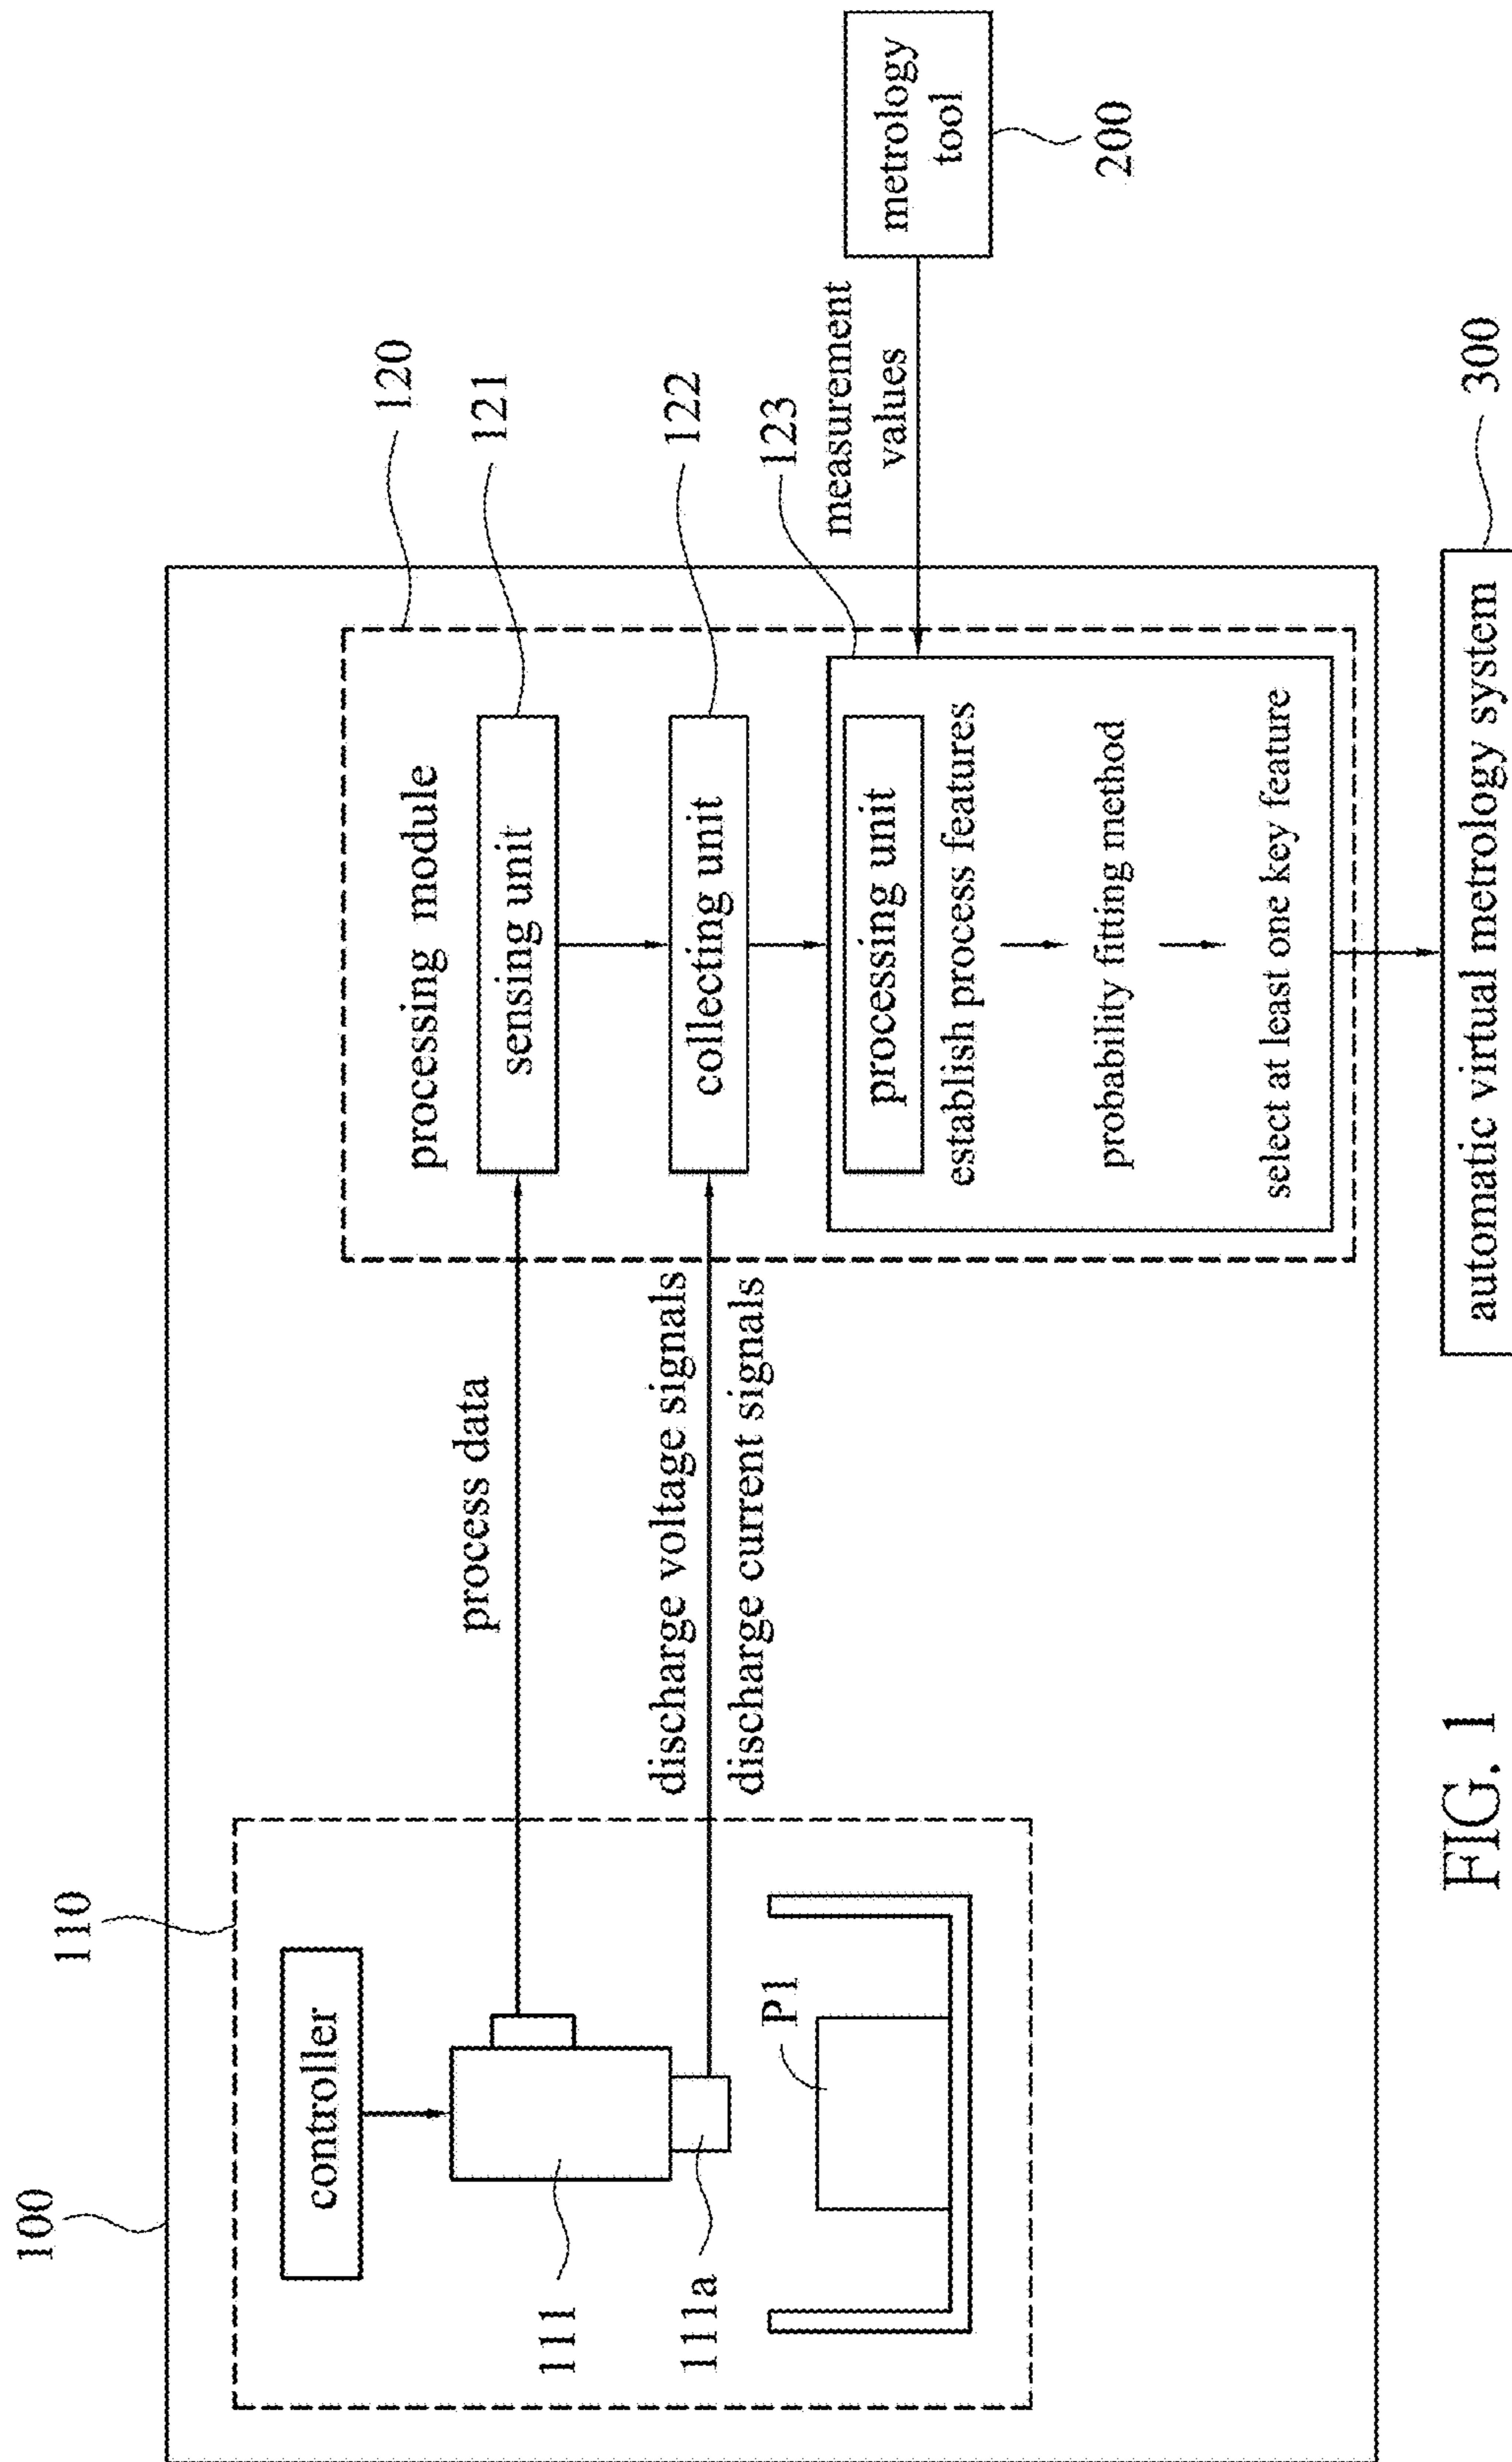 100
110
controller
111
111a
P1
process data
discharge voltage signals
discharge current signals
120
processing module
121
sensing unit
122
collecting unit
123
processing unit
establish process features
probability fitting method
select at least one key feature
measurement
values
metrology
tool
200
automatic virtual metrology system
300
FIG. 1